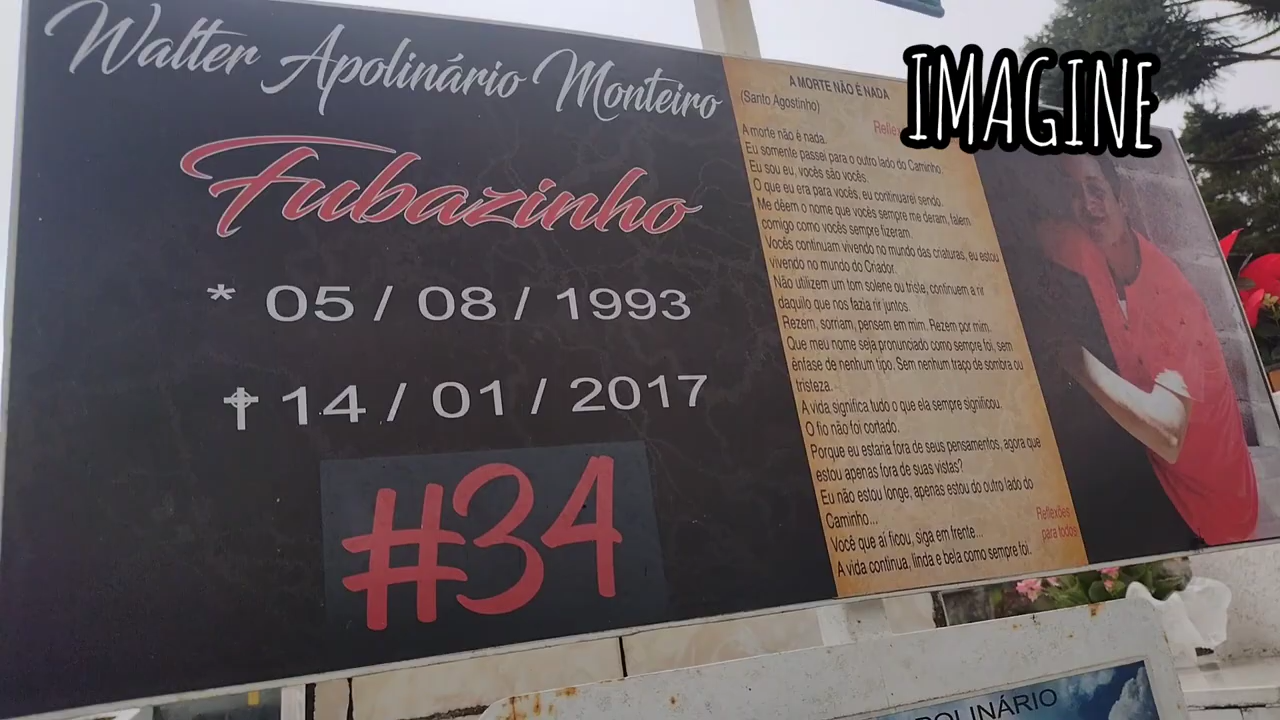 Walter Apolinário Monteiro
Fubazinho
* 05 / 08 / 1993
14 / 01 / 2017
#34
IMAGINE
A MORTE NÃO É NADA
(Santo Agostinho)
A morte não é nada.
Eu somente passei para o outro lado do Caminho.
Eu sou eu, vocês são vocês.
O que eu era para vocês, eu continuarei sendo.
Me dêem o nome que vocês sempre me deram, falem
comigo como vocês sempre fizeram.
Vocês continuam vivendo no mundo das criaturas, eu estou
vivendo no mundo do Criador.
Não utilizem um tom solene ou triste, continuem a rir
daquilo que nos fazia rir juntos.
Rezem, sorriam, pensem em mim. Rezem por mim.
Que meu nome seja pronunciado como sempre foi, sem
ênfase de nenhum tipo. Sem nenhum traço de sombra ou
tristeza.
A vida significa tudo o que ela sempre significou.
O fio não foi cortado.
Porque eu estaria fora de seus pensamentos, agora que
estou apenas fora de suas vistas?
Eu não estou longe, apenas estou do outro lado do
Caminho...
Você que aí ficou, siga em frente...
A vida continua, linda e bela como sempre foi.
Reflexões
para todos